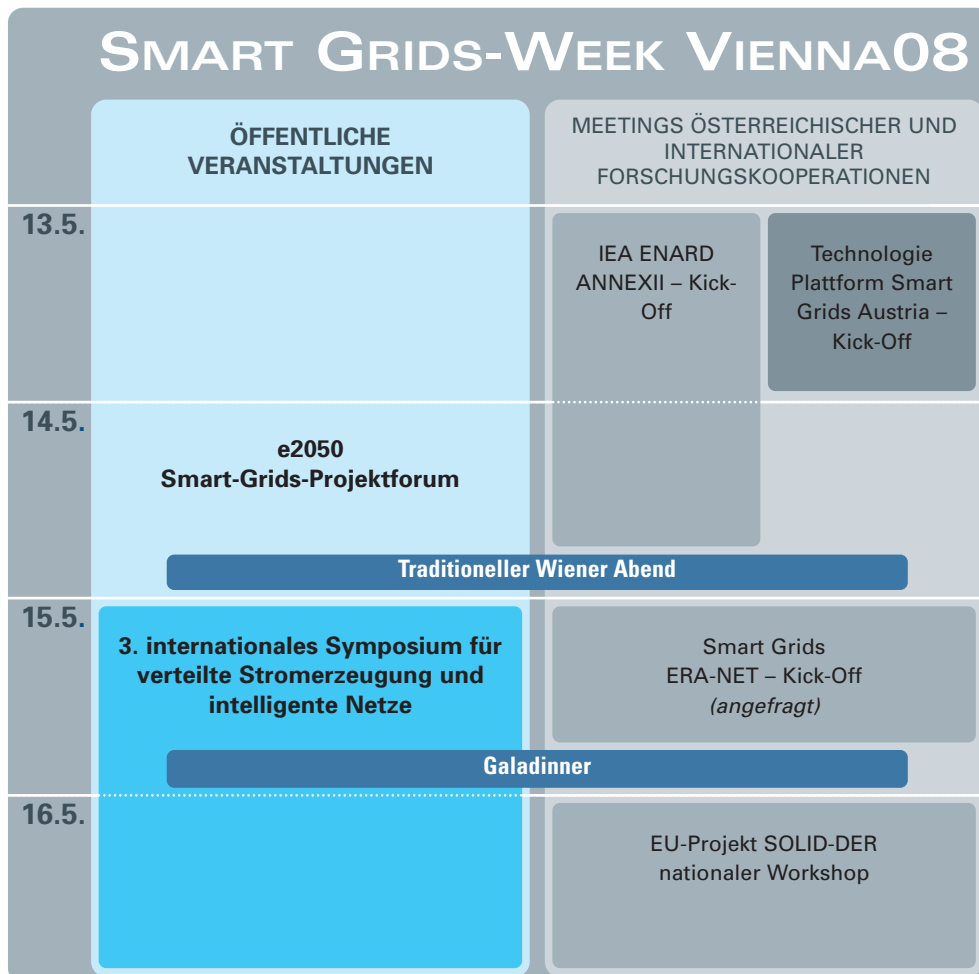 SMART GRIDS-WEEK VIENNA08
ÖFFENTLICHE
VERANSTALTUNGEN
MEETINGS ÖSTERREICHISCHER UND
INTERNATIONALER
FORSCHUNGSKOOPERATIONEN
13.5.
IEA ENARD
ANNEXII – Kick-
Off
Technologie
Plattform Smart
Grids Austria –
Kick-Off
14.5.
e2050
Smart-Grids-Projektforum
Traditioneller Wiener Abend
15.5.
3. internationales Symposium für
verteilte Stromerzeugung und
intelligente Netze
Smart Grids
ERA-NET – Kick-Off
(angefragt)
Galadinner
16.5.
EU-Projekt SOLID-DER
nationaler Workshop